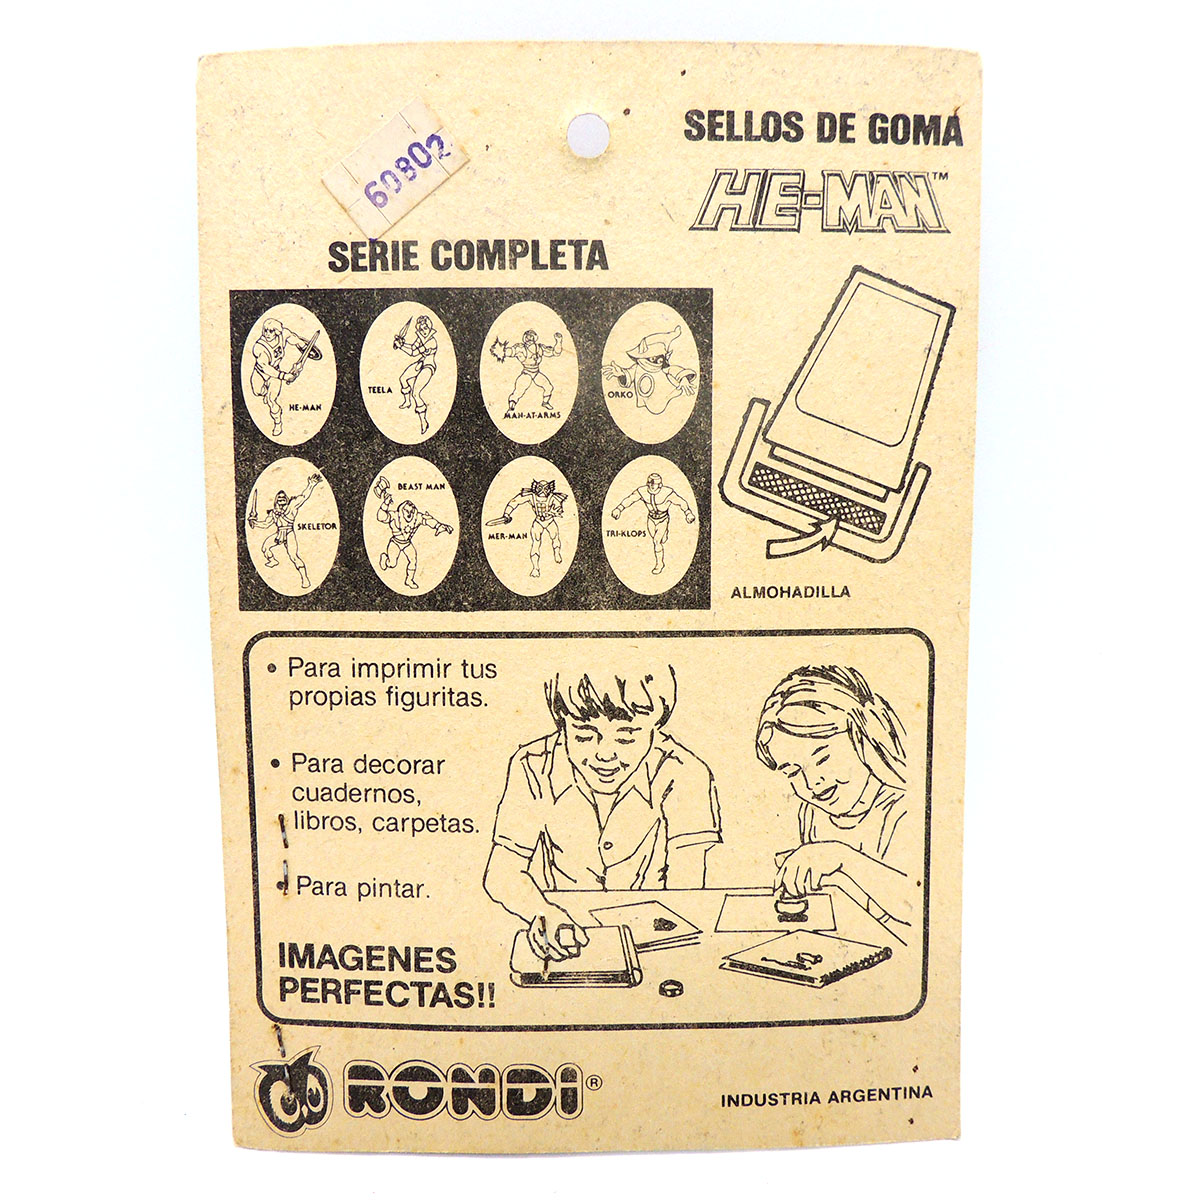 60802
SELLOS DE GOMA
HE-MAN™
SERIE COMPLETA
HE-MAN
TEELA
MAN-AT-ARMS
ORKO
SKELETOR
BEAST MAN
MER-MAN
TRI-KLOPS
ALMOHADILLA
• Para imprimir tus
propias figuritas.
• Para decorar
cuadernos,
libros, carpetas.
• Para pintar.
IMAGENES
PERFECTAS!!
RONDI®
INDUSTRIA ARGENTINA